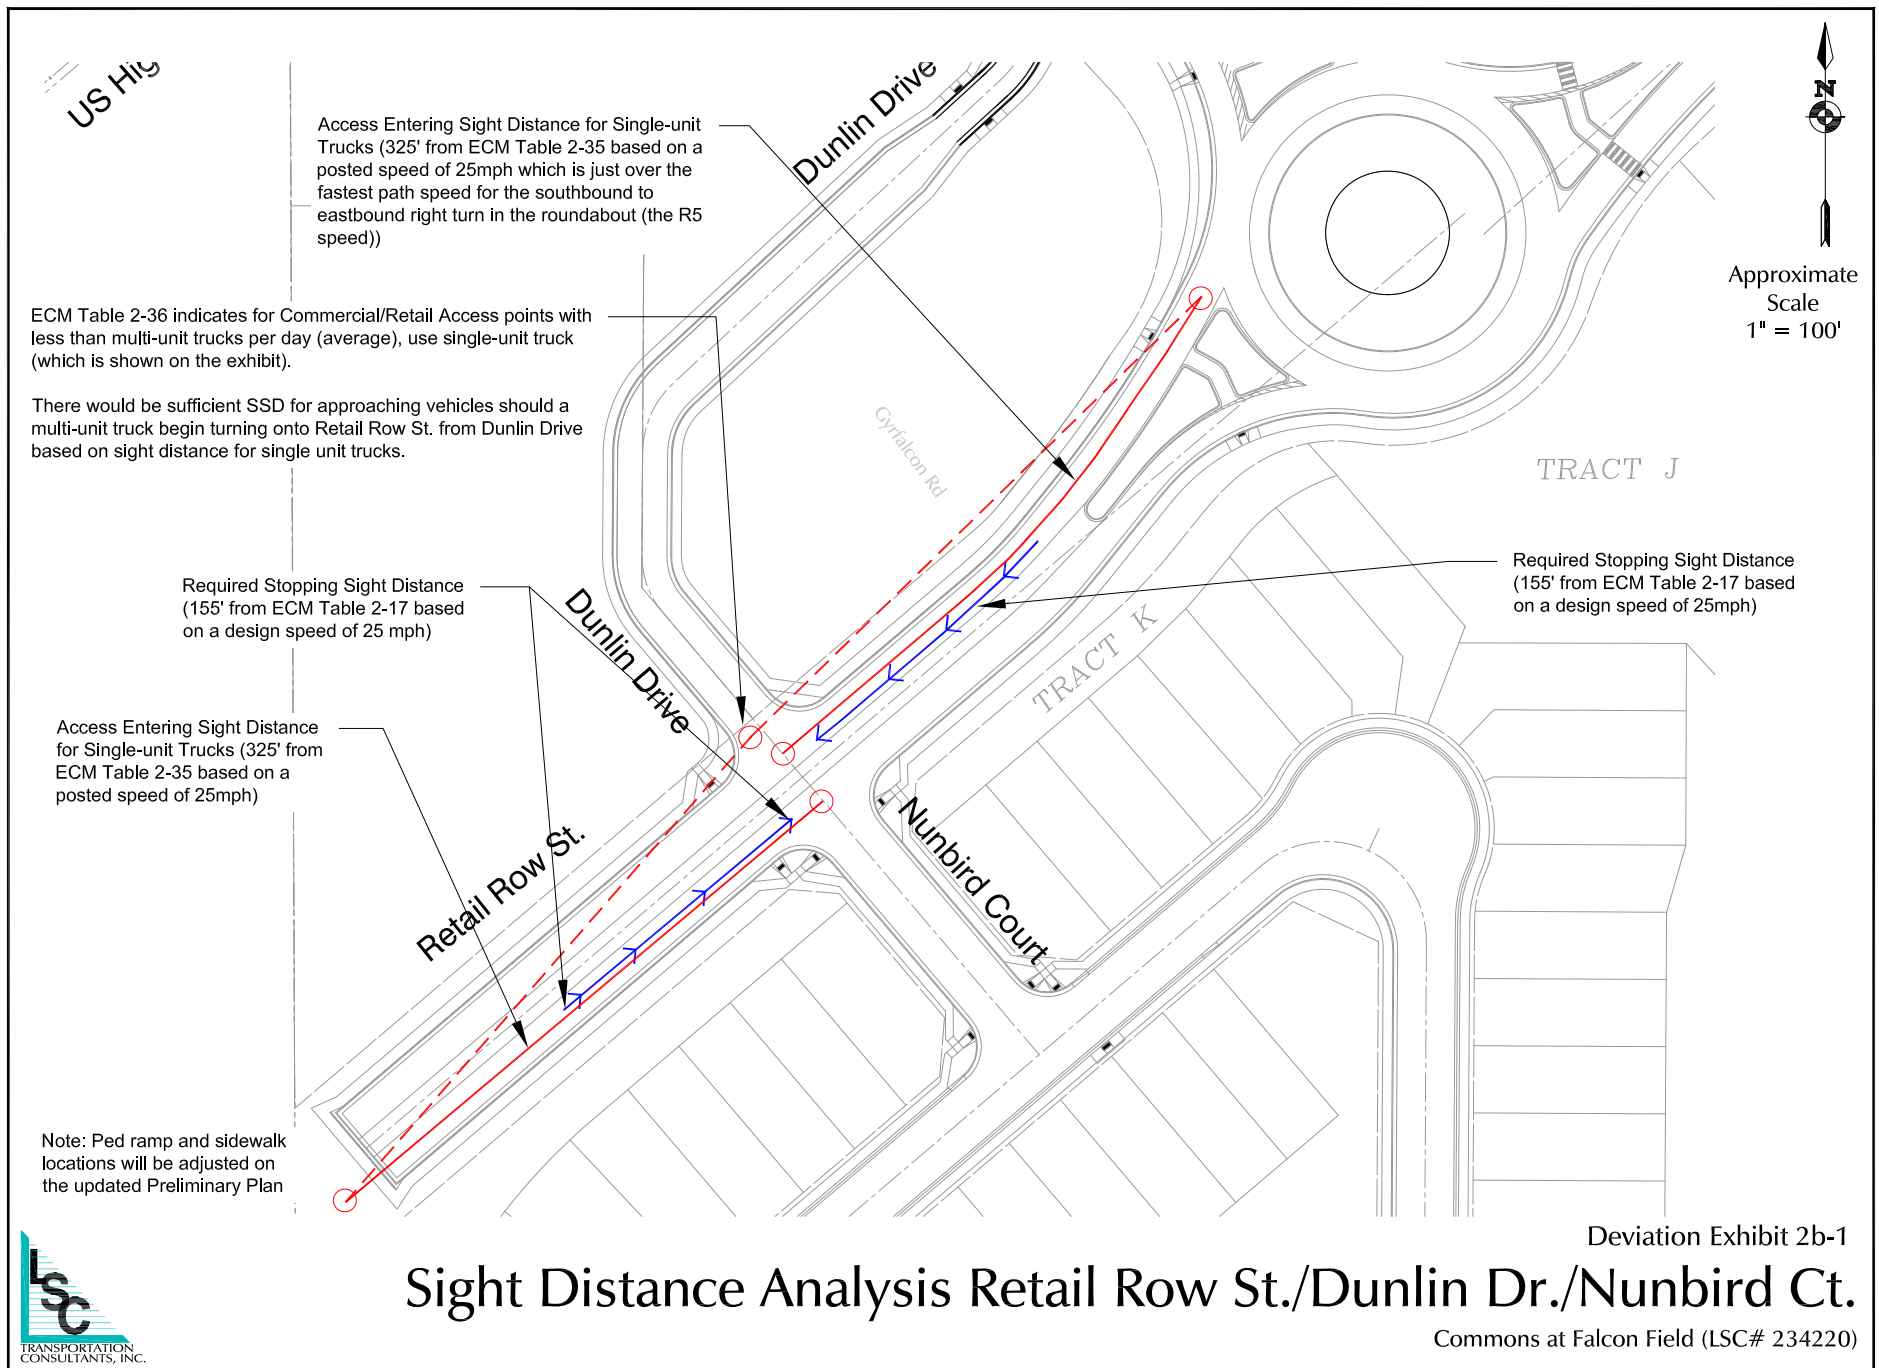 US Hig
Dunlin Drive
N
Approximate
Scale
1" = 100'
Access Entering Sight Distance for Single-unit
Trucks (325' from ECM Table 2-35 based on a
posted speed of 25mph which is just over the
fastest path speed for the southbound to
eastbound right turn in the roundabout (the R5
speed))
ECM Table 2-36 indicates for Commercial/Retail Access points with
less than multi-unit trucks per day (average), use single-unit truck
(which is shown on the exhibit).
There would be sufficient SSD for approaching vehicles should a
multi-unit truck begin turning onto Retail Row St. from Dunlin Drive
based on sight distance for single unit trucks.
Gyrfalcon Rd
TRACT J
Required Stopping Sight Distance
(155' from ECM Table 2-17 based
on a design speed of 25 mph)
Dunlin Drive
Required Stopping Sight Distance
(155' from ECM Table 2-17 based
on a design speed of 25mph)
TRACT K
Access Entering Sight Distance
for Single-unit Trucks (325' from
ECM Table 2-35 based on a
posted speed of 25mph)
Retail Row St.
Nunbird Court
Note: Ped ramp and sidewalk
locations will be adjusted on
the updated Preliminary Plan
LSC
TRANSPORTATION
CONSULTANTS, INC.
Deviation Exhibit 2b-1
Sight Distance Analysis Retail Row St./Dunlin Dr./Nunbird Ct.
Commons at Falcon Field (LSC# 234220)